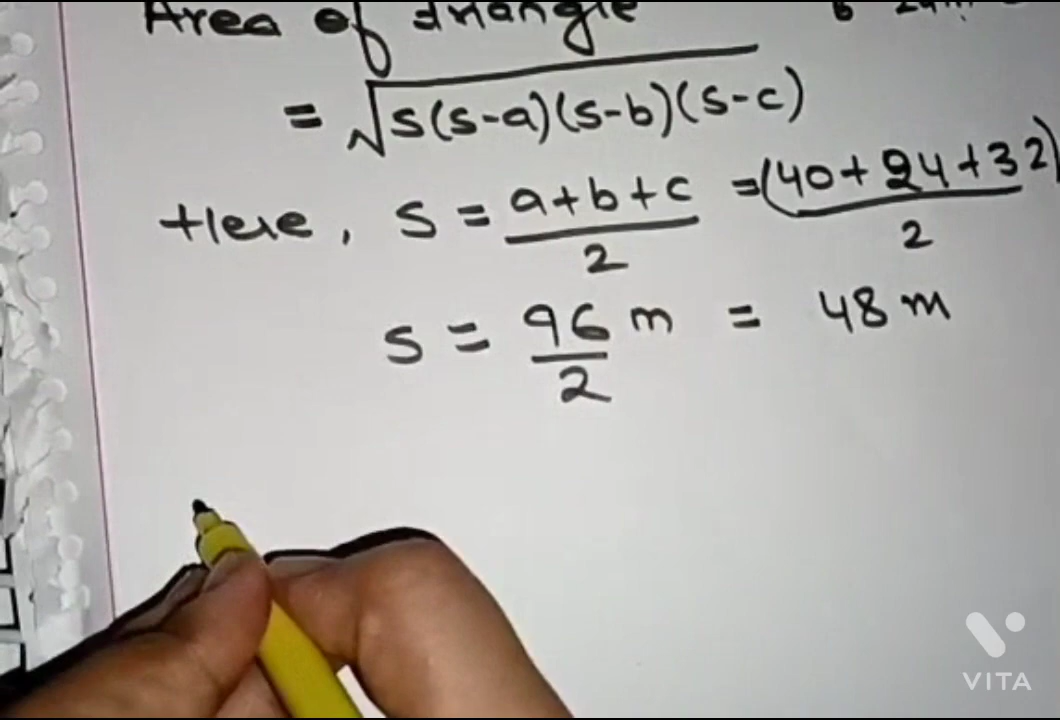 Area of triangle
= √s(s-a)(s-b)(s-c)
Here, s = a+b+c/2 = (40+24+32)/2
s = 96/2 m = 48 m
VITA